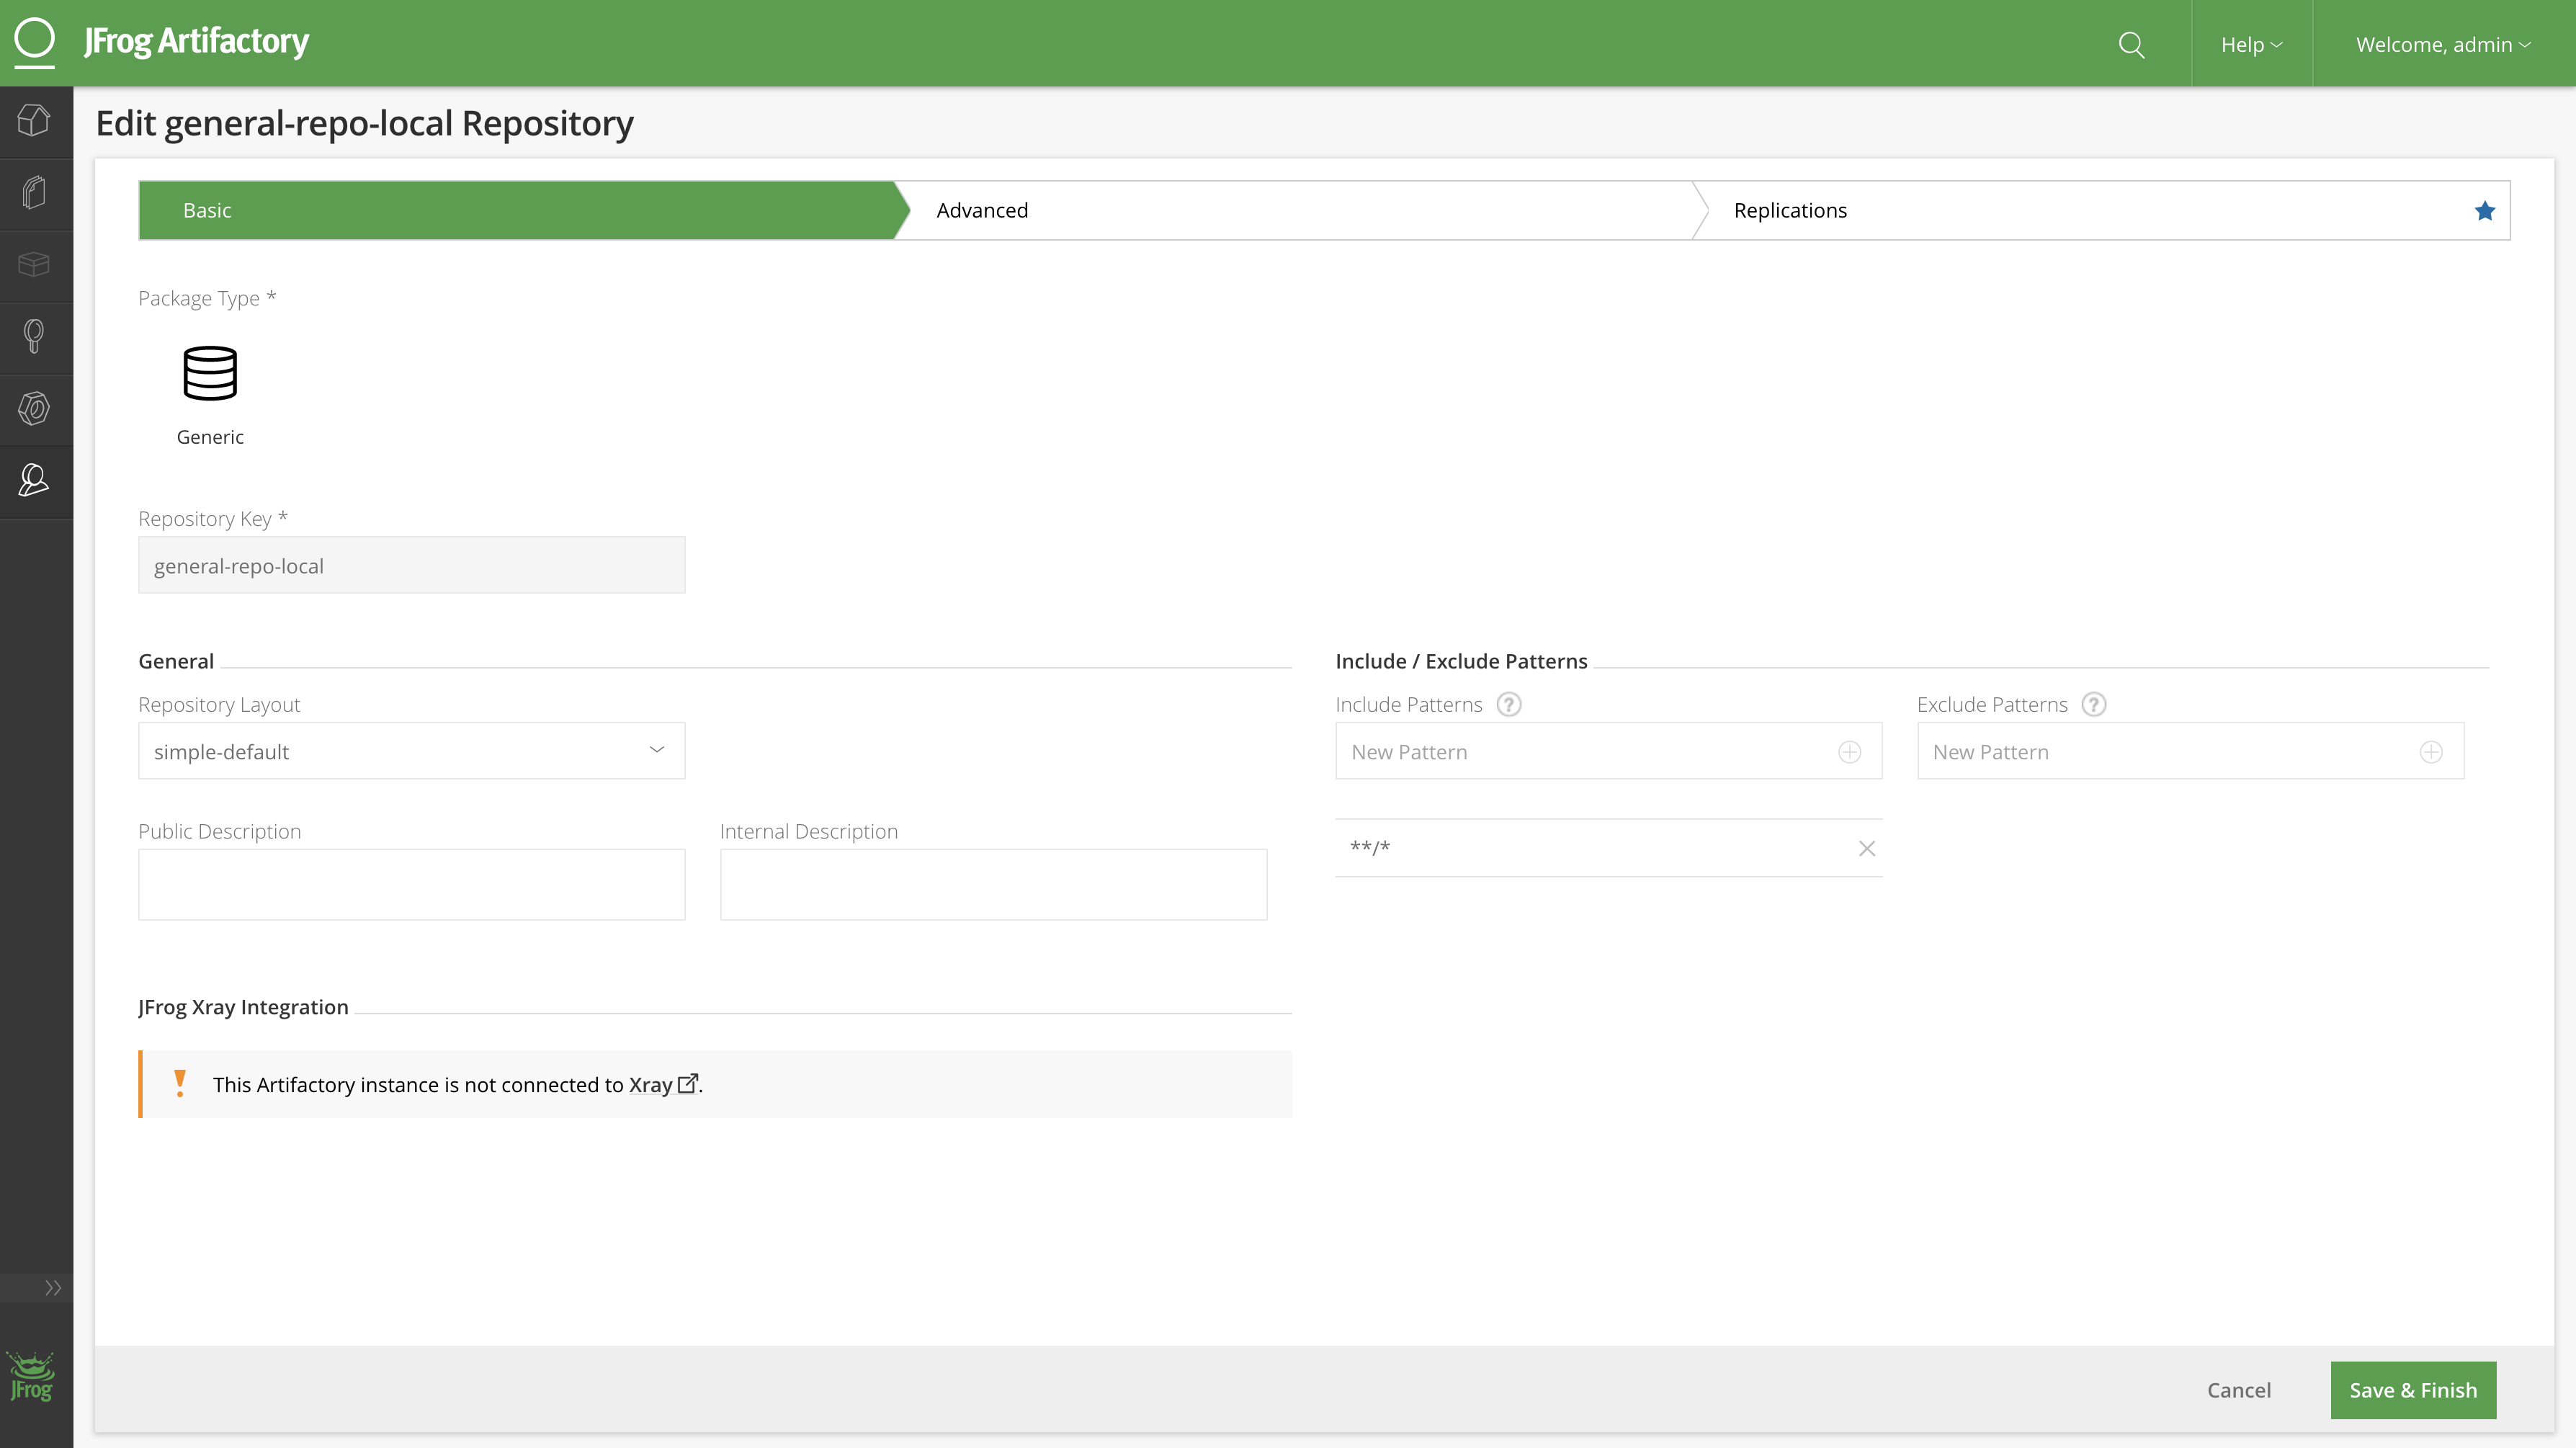 JFrog Artifactory
Help
Welcome, admin
Edit general-repo-local Repository
Basic
Advanced
Replications
Package Type *
Generic
Repository Key *
general-repo-local
General
Include / Exclude Patterns
Repository Layout
Include Patterns ?
Exclude Patterns ?
simple-default
New Pattern
New Pattern
Public Description
Internal Description
**/*
JFrog Xray Integration
This Artifactory instance is not connected to Xray.
JFrog
Cancel
Save & Finish